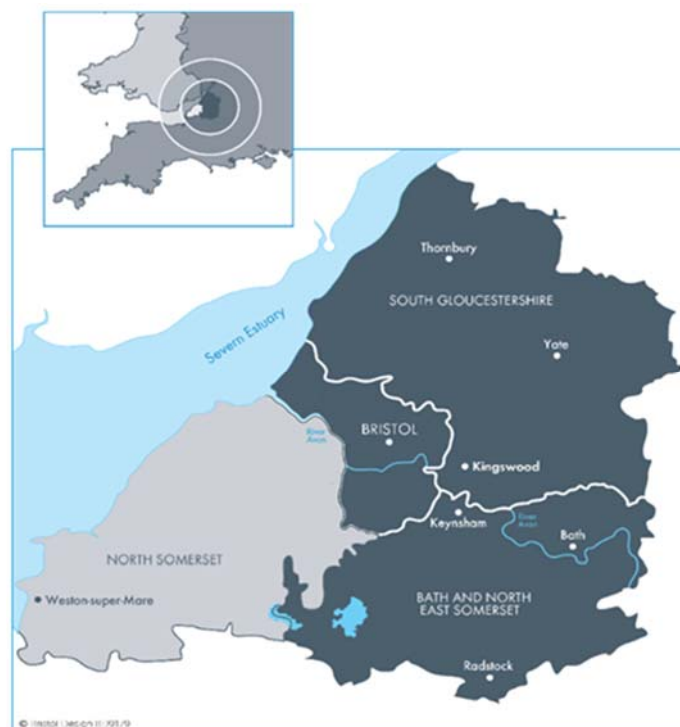 Thornbury
SOUTH GLOUCESTERSHIRE
Severn Estuary
Yate
River
Avon
BRISTOL
Kingswood
Keynsham
River
Avon
Bath
NORTH SOMERSET
Weston-super-Mare
BATH AND NORTH
EAST SOMERSET
Radstock
©